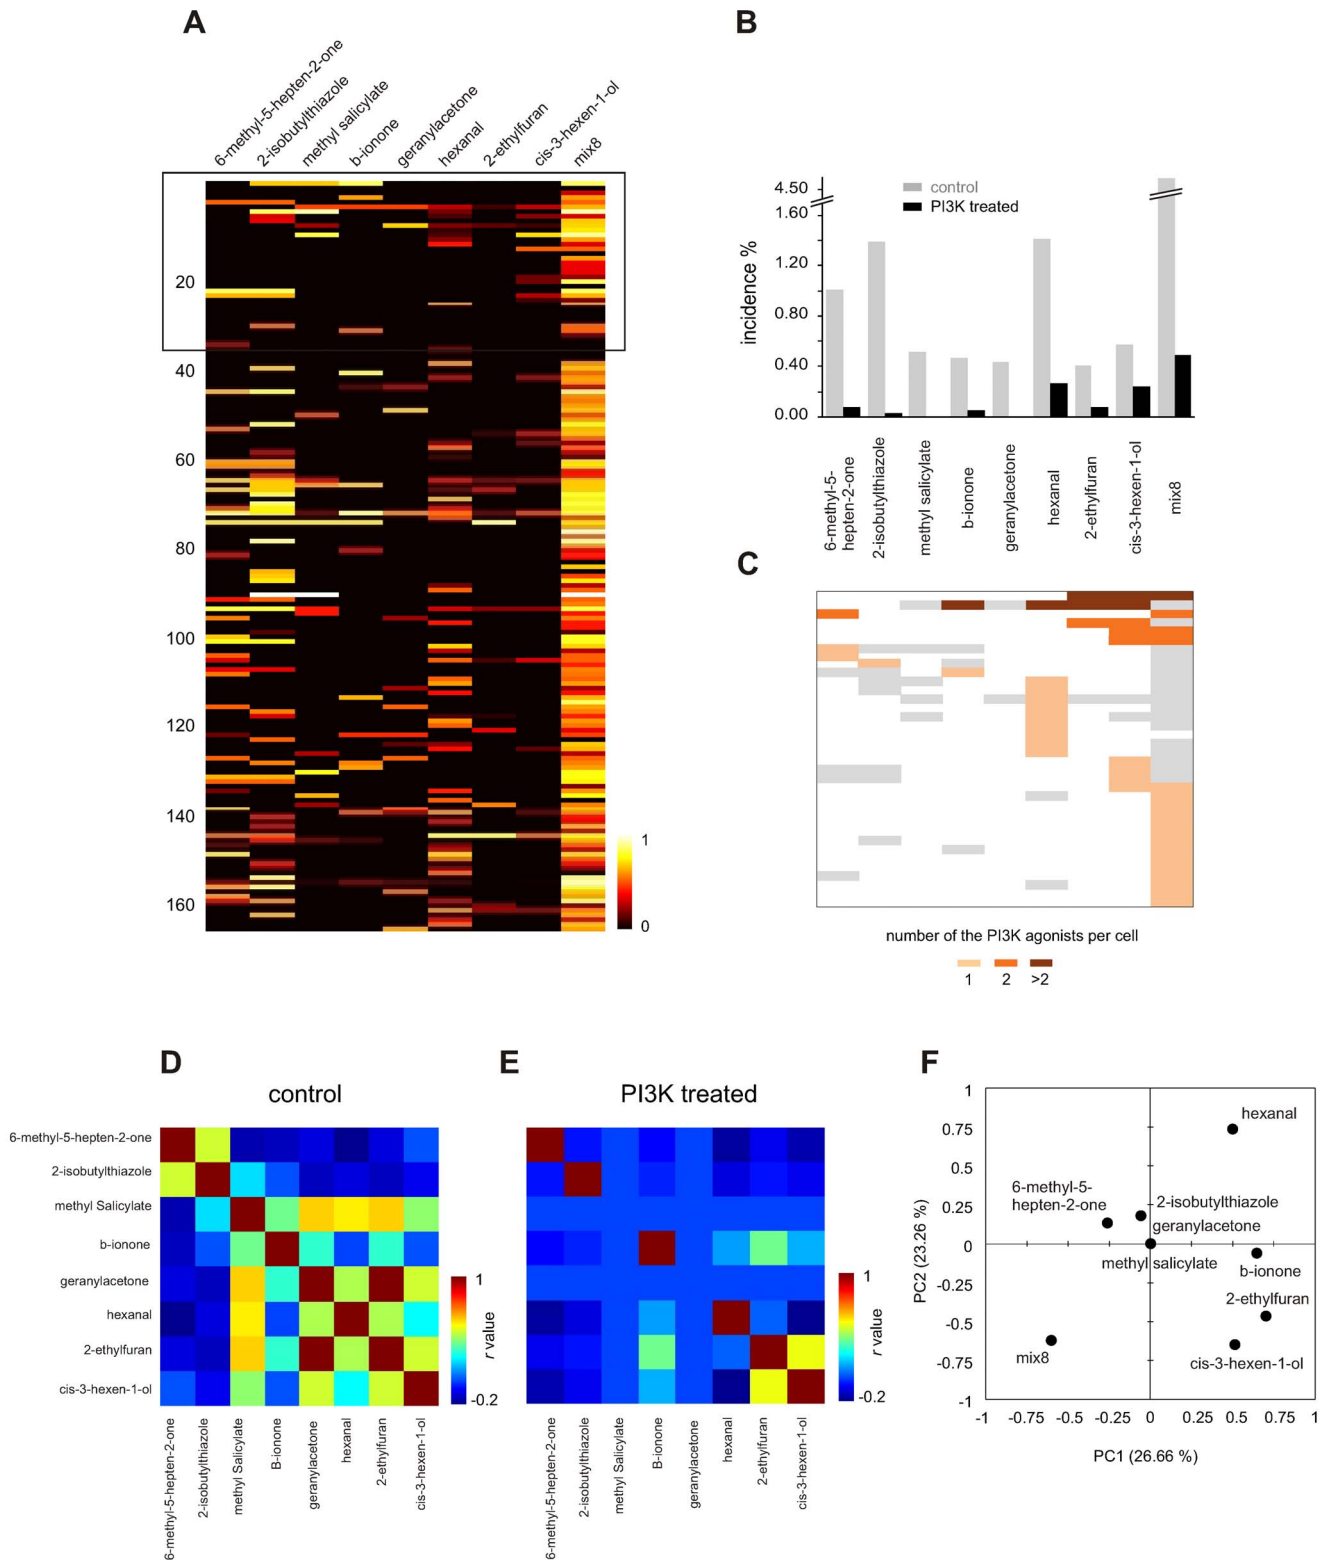 A
6-methyl-5-hepten-2-one
2-isobutylthiazole
methyl salicylate
b-ionone
geranylacetone
hexanal
2-ethylfuran
cis-3-hexen-1-ol
mix8
20
40
60
80
100
120
140
160
1
0
B
control
PI3K treated
incidence %
4.50
1.60
1.20
0.80
0.40
0.00
6-methyl-5-
hepten-2-one
2-isobutylthiazole
methyl salicylate
b-ionone
geranylacetone
hexanal
2-ethylfuran
cis-3-hexen-1-ol
mix8
C
number of the PI3K agonists per cell
1
2
>2
D
control
6-methyl-5-hepten-2-one
2-isobutylthiazole
methyl Salicylate
b-ionone
geranylacetone
hexanal
2-ethylfuran
cis-3-hexen-1-ol
6-methyl-5-hepten-2-one
2-isobutylthiazole
methyl Salicylate
B-ionone
geranylacetone
hexanal
2-ethylfuran
cis-3-hexen-1-ol
1
r value
-0.2
E
PI3K treated
6-methyl-5-hepten-2-one
2-isobutylthiazole
methyl Salicylate
B-ionone
geranylacetone
hexanal
2-ethylfuran
cis-3-hexen-1-ol
1
r value
-0.2
F
1
0.75
0.5
0.25
0
-0.25
-0.5
-0.75
-1
PC2 (23.26 %)
hexanal
6-methyl-5-
hepten-2-one
2-isobutylthiazole
geranylacetone
methyl salicylate
b-ionone
2-ethylfuran
mix8
cis-3-hexen-1-ol
-1
-0.75
-0.5
-0.25
0
0.25
0.5
0.75
1
PC1 (26.66 %)